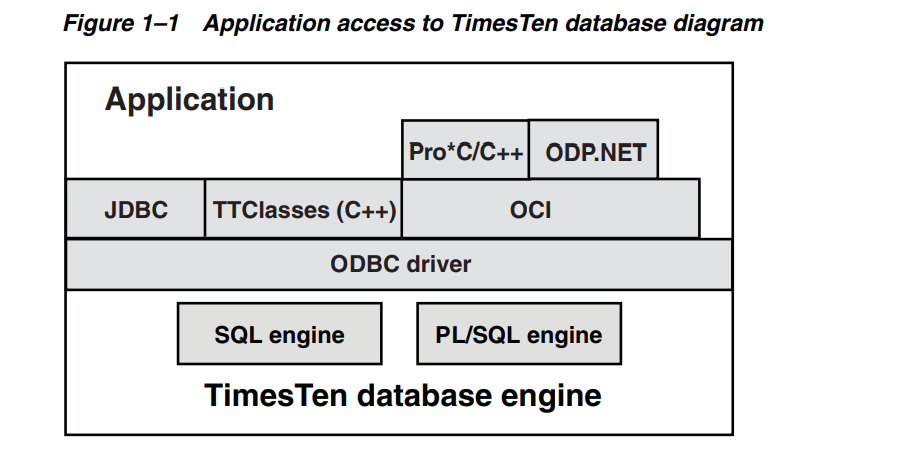 Figure 1–1 Application access to TimesTen database diagram
Application
Pro*C/C++ ODP.NET
JDBC TTClasses (C++) OCI
ODBC driver
SQL engine PL/SQL engine
TimesTen database engine